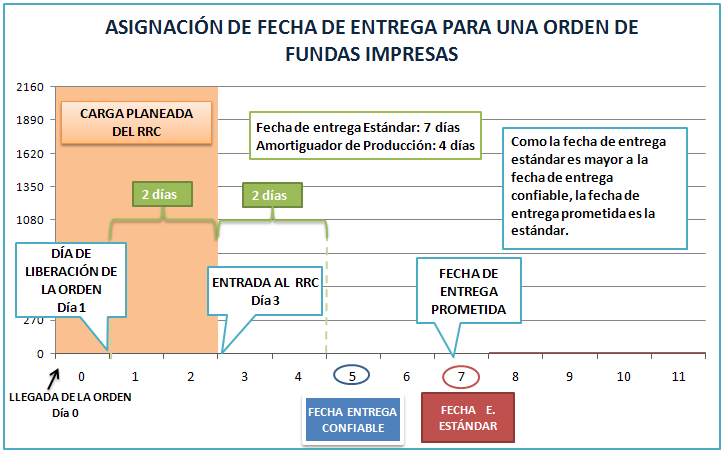 ASIGNACIÓN DE FECHA DE ENTREGA PARA UNA ORDEN DE
FUNDAS IMPRESAS
2160
1890
1620
1350
1080
270
0
CARGA PLANEADA
DEL RRC
Fecha de entrega Estándar: 7 días
Amortiguador de Producción: 4 días
Como la fecha de entrega
estándar es mayor a la
fecha de entrega
confiable, la fecha de
entrega prometida es la
estándar.
2 días
2 días
DÍA DE
LIBERACIÓN DE
LA ORDEN
Día 1
ENTRADA AL RRC
Día 3
FECHA DE
ENTREGA
PROMETIDA
0 1 2 3 4 5 6 7 8 9 10 11
LLEGADA DE LA ORDEN
Día 0
FECHA ENTREGA
CONFIABLE
FECHA E.
ESTÁNDAR